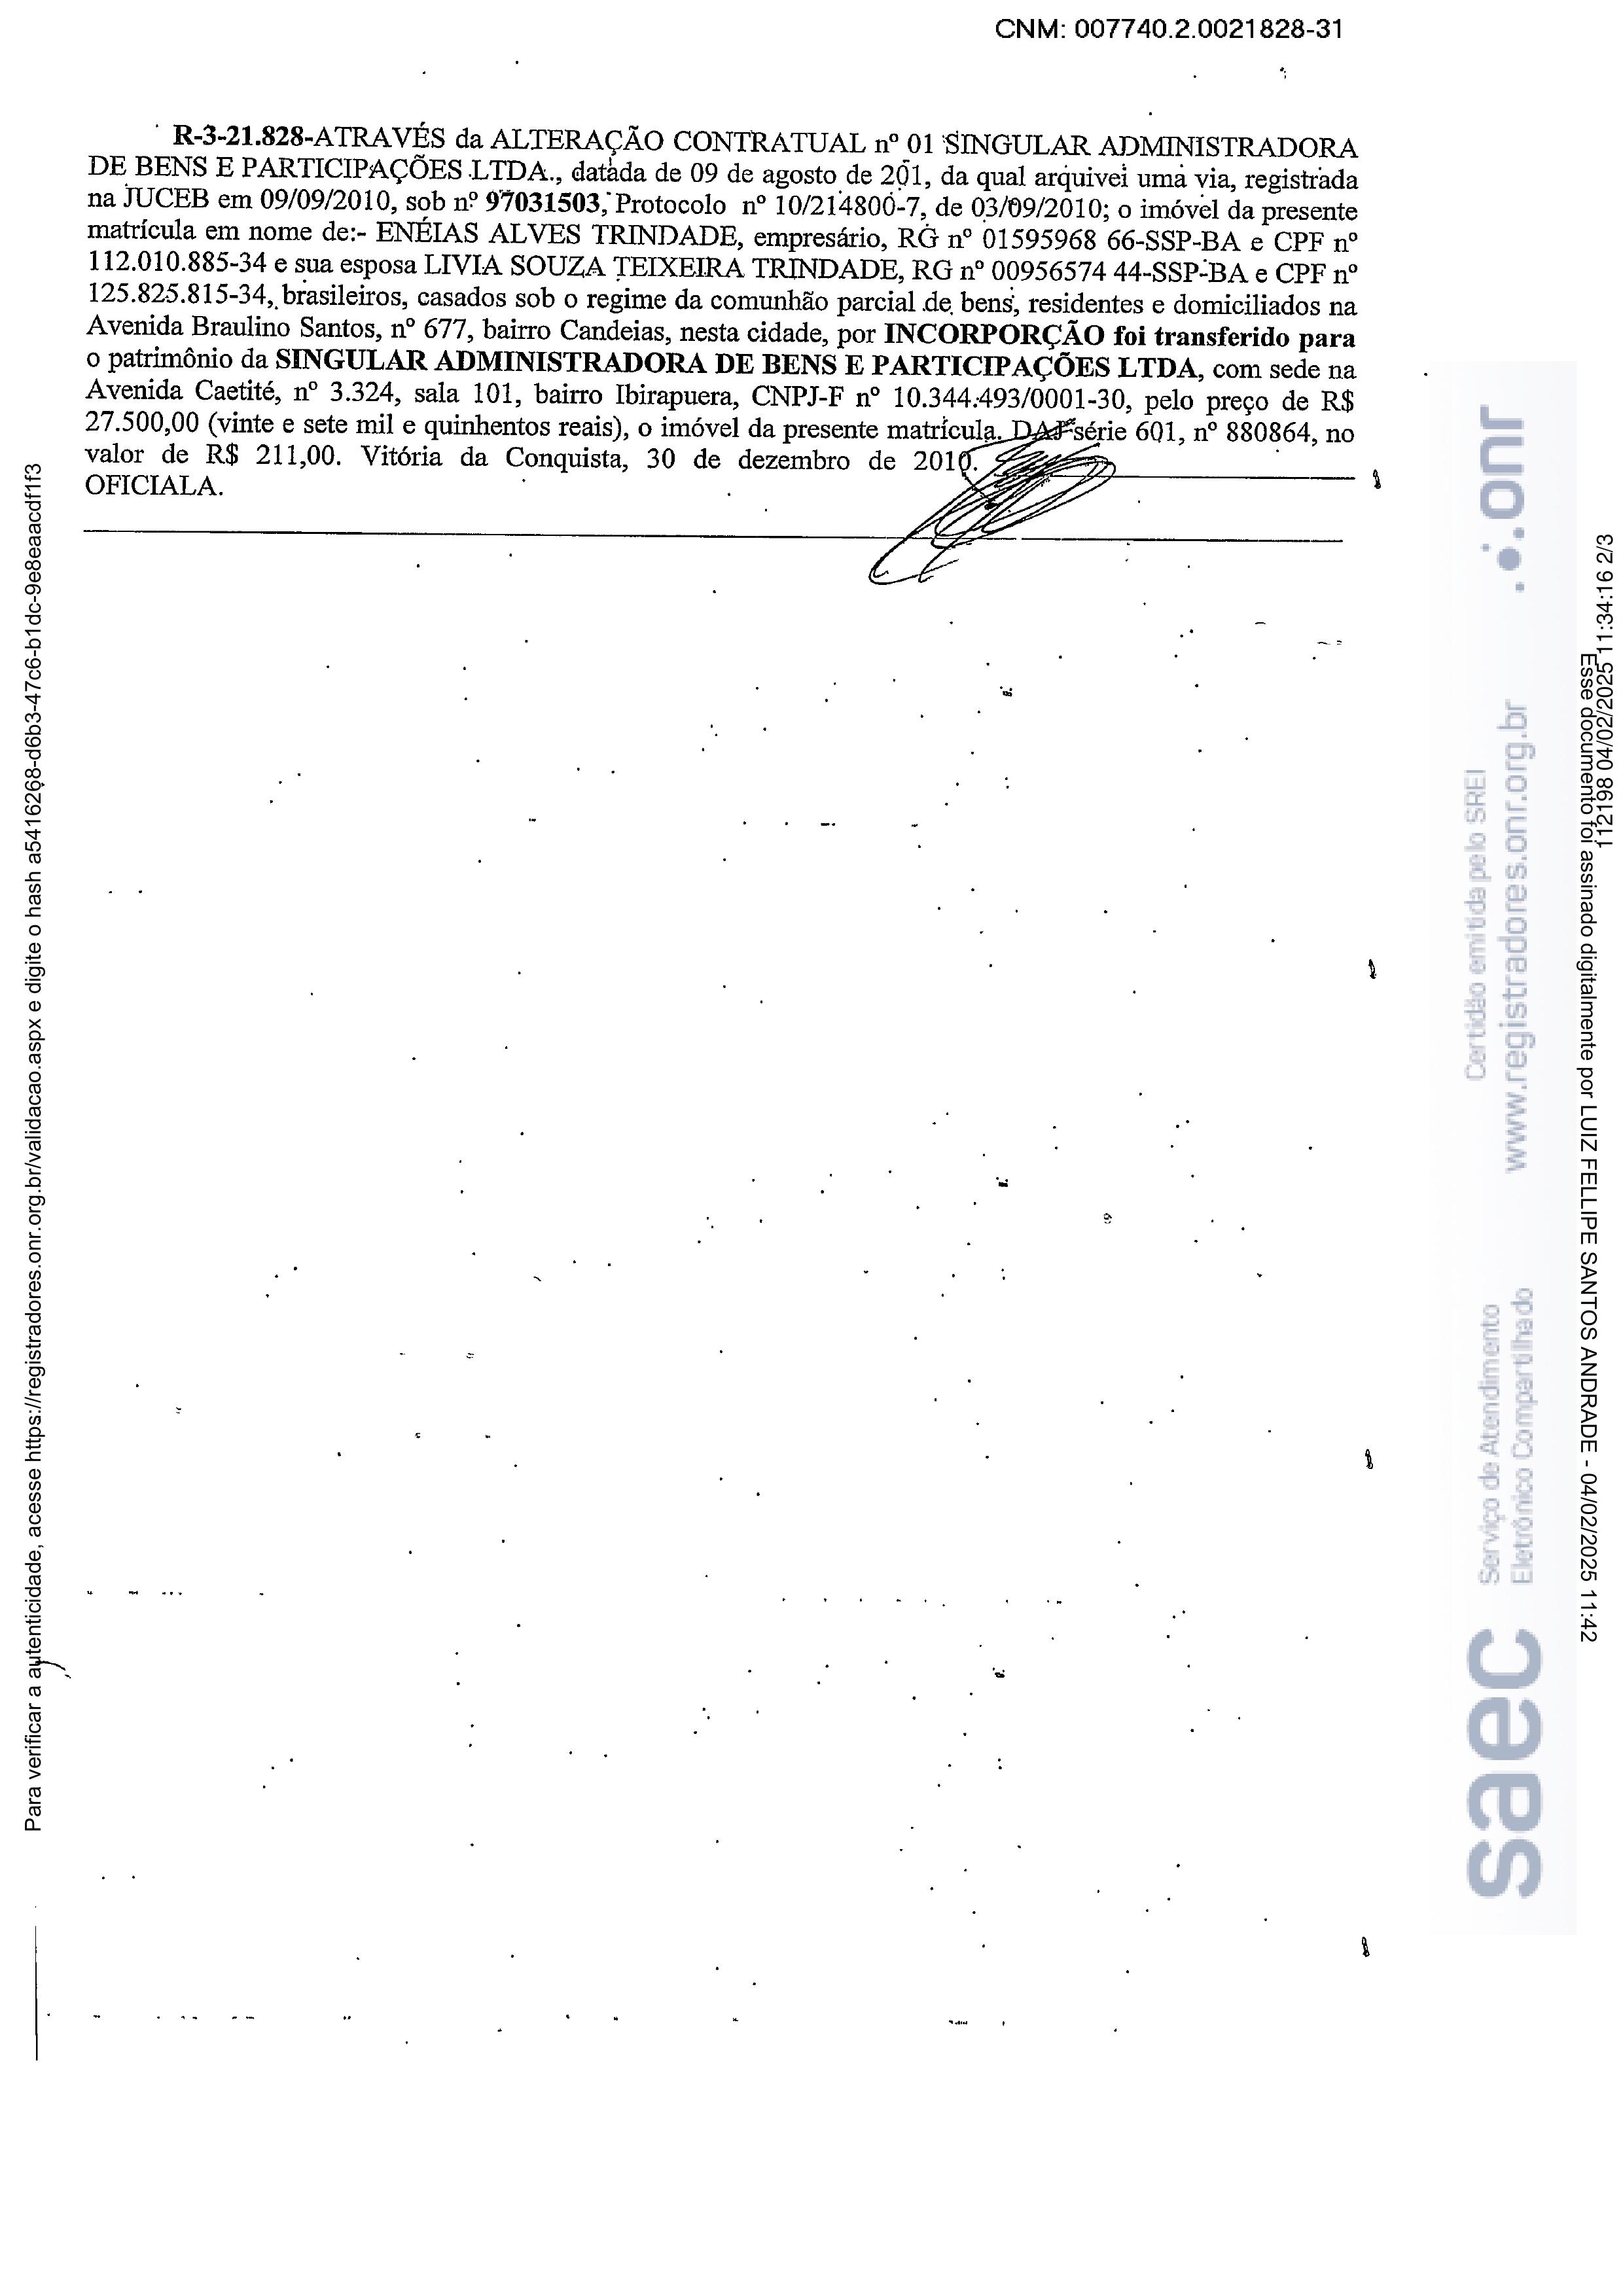 CNM: 007740.2.0021828-31
R-3-21.828-ATRAVÉS da ALTERAÇÃO CONTRATUAL nº 01 SINGULAR ADMINISTRADORA
DE BENS E PARTICIPAÇÕES LTDA., datada de 09 de agosto de 201, da qual arquivei uma via, registrada
na JUCEB em 09/09/2010, sob nº 97031503, Protocolo nº 10/214800-7, de 03/09/2010; o imóvel da presente
matrícula em nome de:- ENÉIAS ALVES TRINDADE, empresário, RG nº 01595968 66-SSP-BA e CPF nº
112.010.885-34 e sua esposa LIVIA SOUZA TEIXEIRA TRINDADE, RG nº 00956574 44-SSP-BA e CPF nº
125.825.815-34, brasileiros, casados sob o regime da comunhão parcial de bens, residentes e domiciliados na
Avenida Braulino Santos, nº 677, bairro Candeias, nesta cidade, por INCORPORÇÃO foi transferido para
o patrimônio da SINGULAR ADMINISTRADORA DE BENS E PARTICIPAÇÕES LTDA, com sede na
Avenida Caetité, nº 3.324, sala 101, bairro Ibirapuera, CNPJ-F nº 10.344.493/0001-30, pelo preço de R$
27.500,00 (vinte e sete mil e quinhentos reais), o imóvel da presente matrícula. DAJ série 601, nº 880864, no
valor de R$ 211,00. Vitória da Conquista, 30 de dezembro de 2010.
OFICIALA.
Para verificar a autenticidade, acesse https://registradores.onr.org.br/validacao.aspx e digite o hash a5416268-d6b3-47c6-b1dc-9e8eaacdf1f3
saec
Serviço de Atendimento
Eletrônico Compartilhado
Certidão emitida pelo SREI
www.registradores.onr.org.br
onr
Esse documento foi assinado digitalmente por LUIZ FELLIPE SANTOS ANDRADE - 04/02/2025 11:42
112198 04/02/2025 11:34:16 2/3